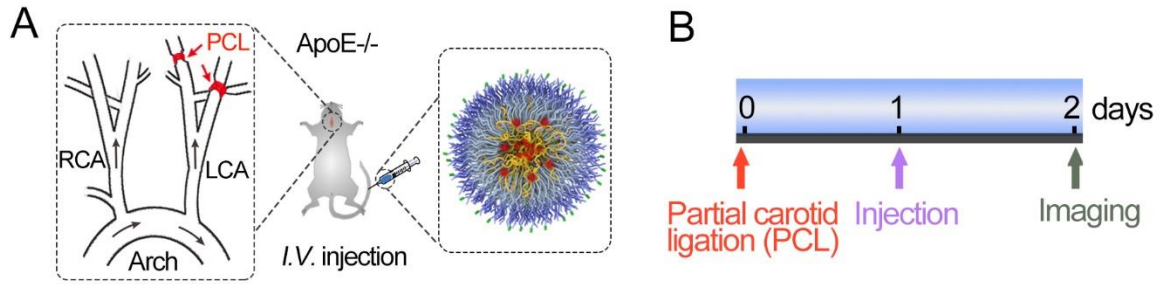 A
PCL
ApoE-/-
RCA
LCA
Arch
I.V. injection
B
0 1 2 days
Partial carotid
ligation (PCL)
Injection
Imaging